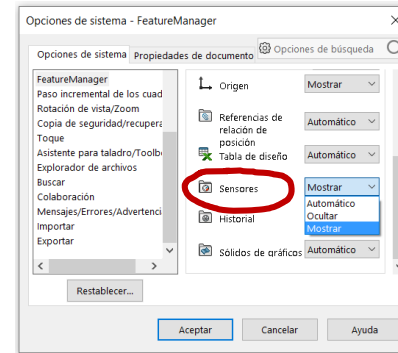 Opciones de sistema - FeatureManager
Opciones de sistema
Propiedades de documento
Opciones de búsqueda
FeatureManager
Paso incremental de los cuad
Rotación de vista/Zoom
Copia de seguridad/recupera
Toque
Asistente para taladro/Toolb
Explorador de archivos
Buscar
Colaboración
Mensajes/Errores/Advertenci
Importar
Exportar
Restablecer...
Origen
Mostrar
Referencias de
relación de
posición
Automático
Tabla de diseño
Automático
Sensores
Mostrar
Automático
Ocultar
Mostrar
Historial
Sólidos de gráficos
Automático
Aceptar
Cancelar
Ayuda